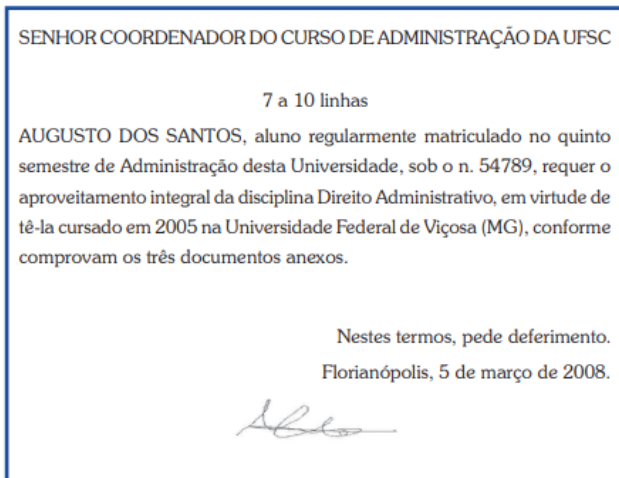 SENHOR COORDENADOR DO CURSO DE ADMINISTRAÇÃO DA UFSC
7 a 10 linhas
AUGUSTO DOS SANTOS, aluno regularmente matriculado no quinto
semestre de Administração desta Universidade, sob o n. 54789, requer o
aproveitamento integral da disciplina Direito Administrativo, em virtude de
tê-la cursado em 2005 na Universidade Federal de Viçosa (MG), conforme
comprovam os três documentos anexos.
Nestes termos, pede deferimento.
Florianópolis, 5 de março de 2008.